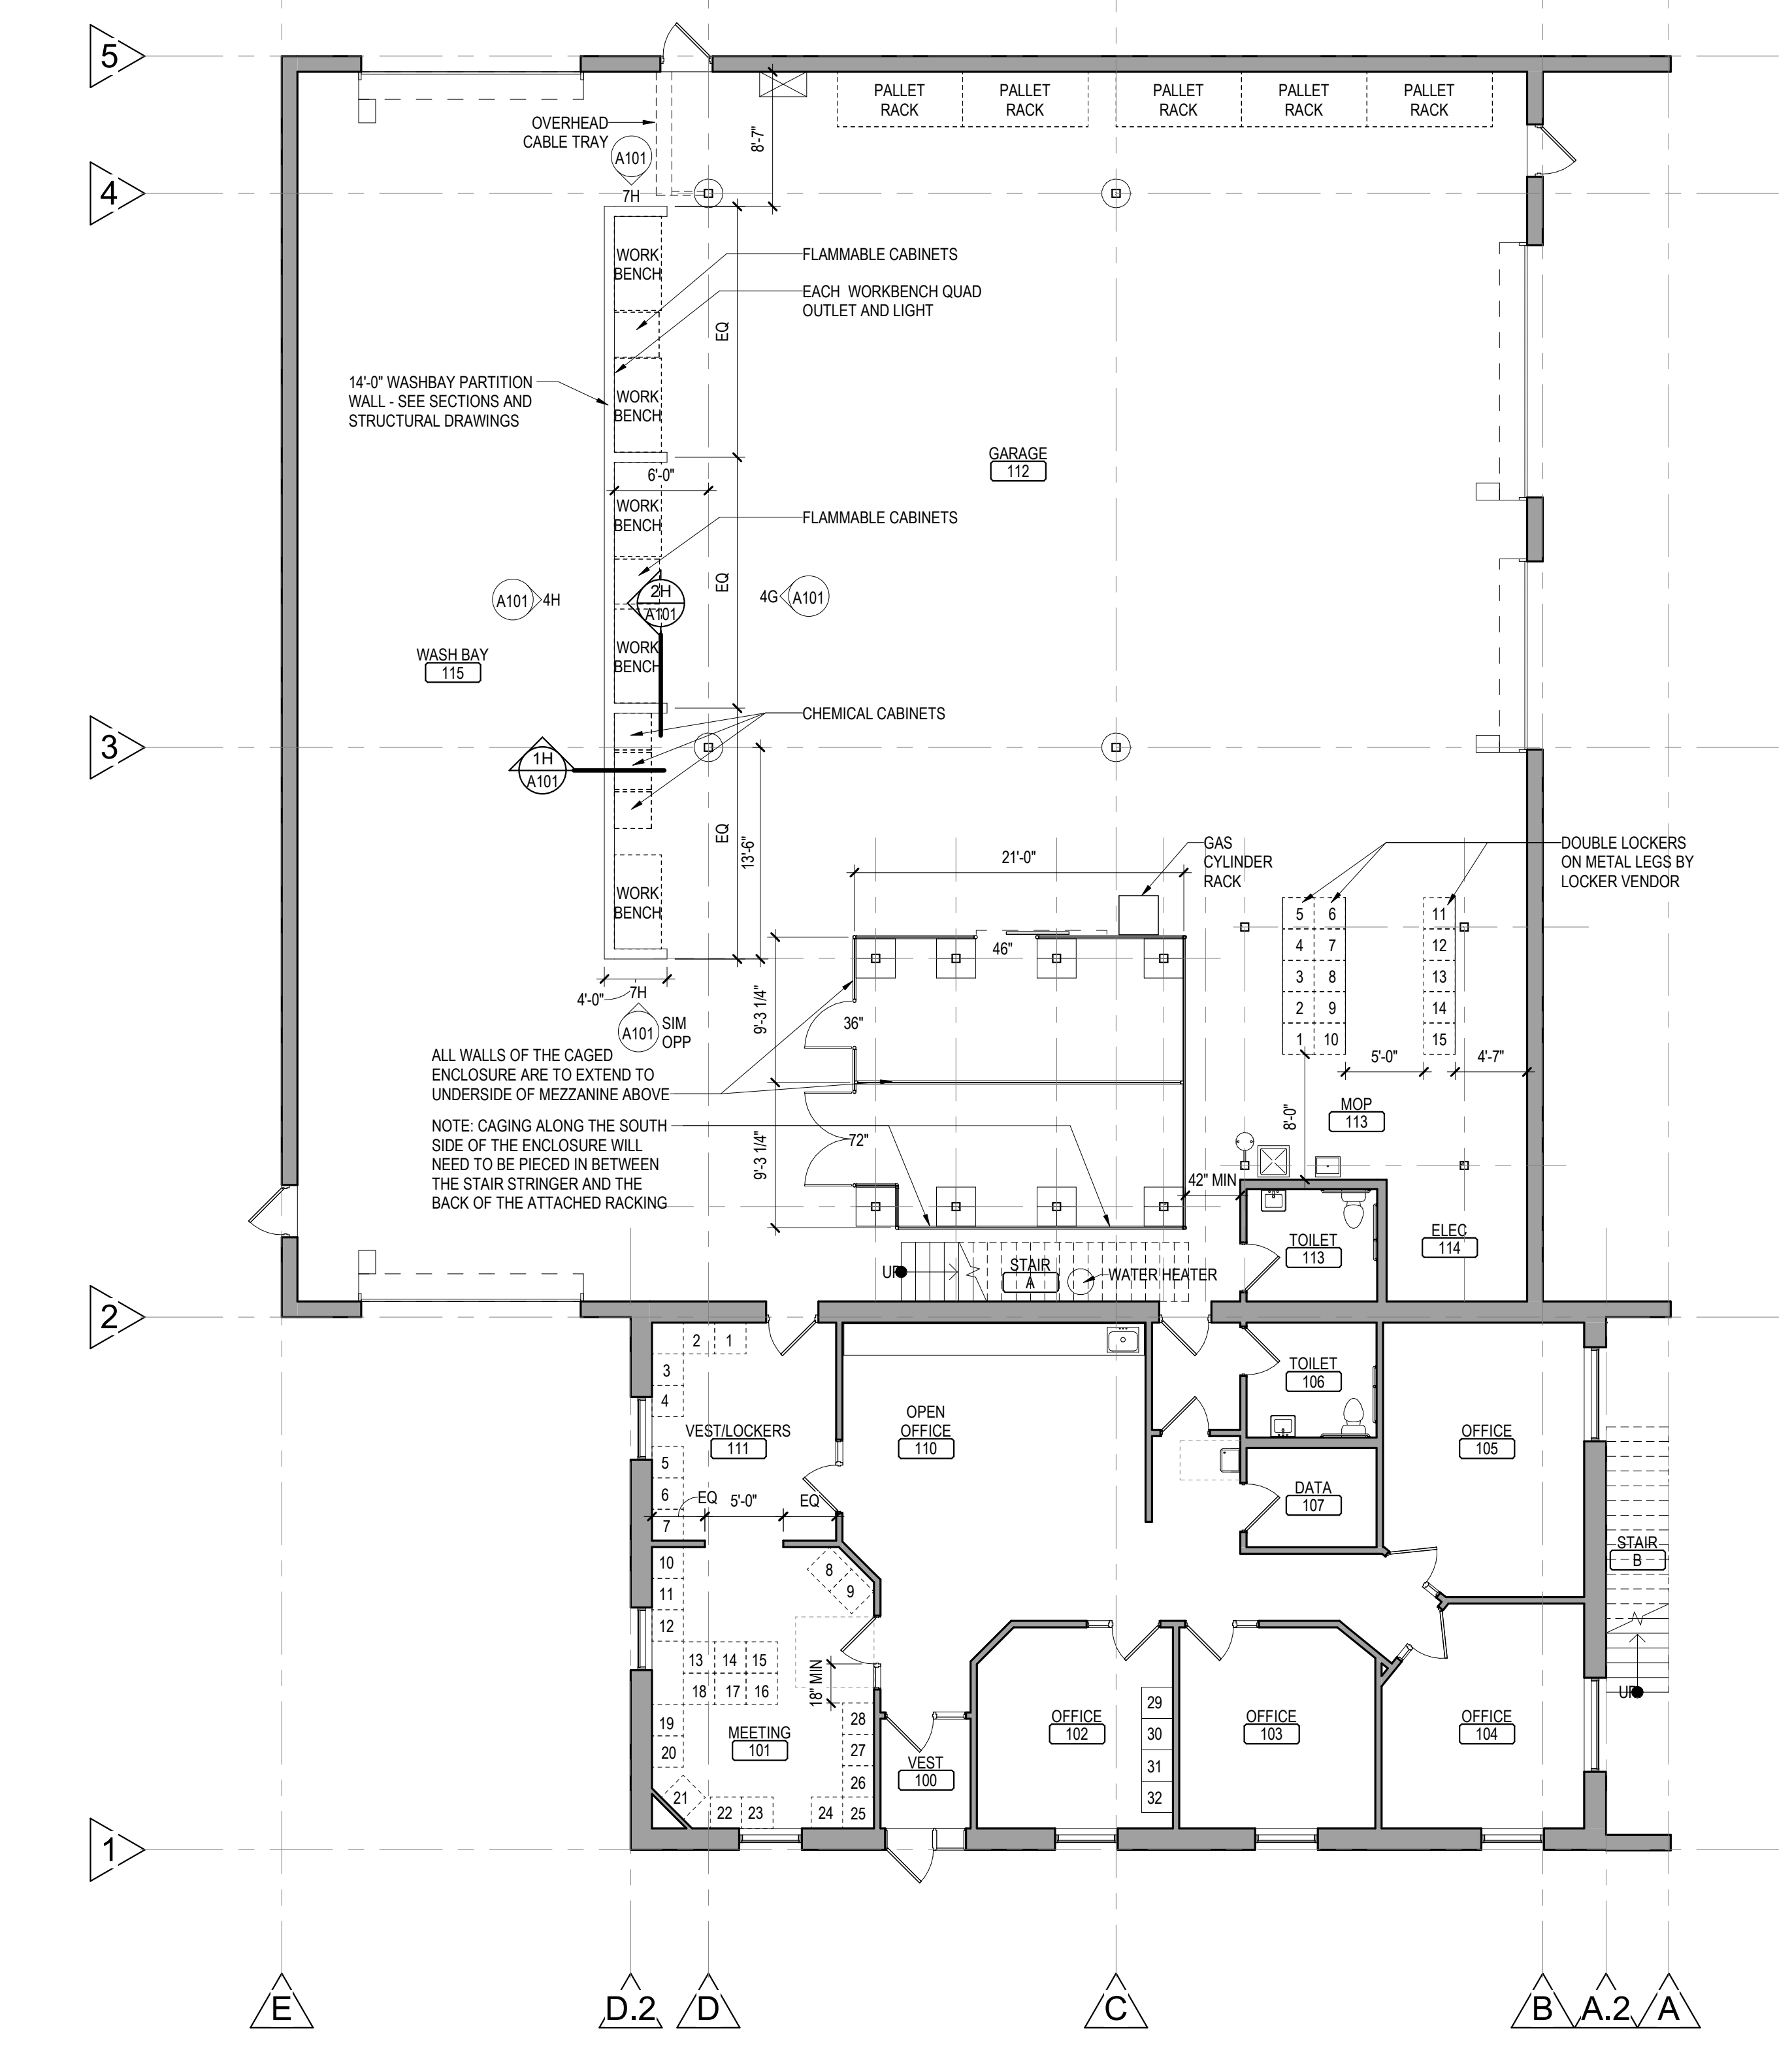 5
PALLET
RACK
PALLET
RACK
PALLET
RACK
PALLET
RACK
PALLET
RACK
OVERHEAD
CABLE TRAY
8'-7"
A101
7H
4
WORK
BENCH
FLAMMABLE CABINETS
EACH WORKBENCH QUAD
OUTLET AND LIGHT
EQ
14'-0" WASHBAY PARTITION
WALL - SEE SECTIONS AND
STRUCTURAL DRAWINGS
WORK
BENCH
GARAGE
112
6'-0"
WORK
BENCH
FLAMMABLE CABINETS
EQ
A101
4H
2H
A101
4G
A101
WORK
BENCH
WASH BAY
115
CHEMICAL CABINETS
3
1H
A101
EQ
13'-6"
21'-0"
GAS
CYLINDER
RACK
DOUBLE LOCKERS
ON METAL LEGS BY
LOCKER VENDOR
WORK
BENCH
5
6
11
4
7
12
3
8
13
2
9
14
1
10
15
46"
4'-0"
7H
A101
SIM
OPP
9'-3 1/4"
36"
5'-0"
4'-7"
ALL WALLS OF THE CAGED
ENCLOSURE ARE TO EXTEND TO
UNDERSIDE OF MEZZANINE ABOVE
MOP
113
8'-0"
NOTE: CAGING ALONG THE SOUTH
SIDE OF THE ENCLOSURE WILL
NEED TO BE PIECED IN BETWEEN
THE STAIR STRINGER AND THE
BACK OF THE ATTACHED RACKING
9'-3 1/4"
72"
42" MIN
TOILET
113
ELEC
114
UP
STAIR
A
WATER HEATER
2
2
1
3
4
VEST/LOCKERS
111
5
6
7
EQ
5'-0"
EQ
OPEN
OFFICE
110
TOILET
106
OFFICE
105
DATA
107
STAIR
B
8
9
10
11
12
13
14
15
18
17
16
18" MIN
19
20
MEETING
101
28
27
26
21
22
23
24
25
VEST
100
OFFICE
102
29
30
31
32
OFFICE
103
OFFICE
104
UP
1
E
D.2
D
C
B
A.2
A